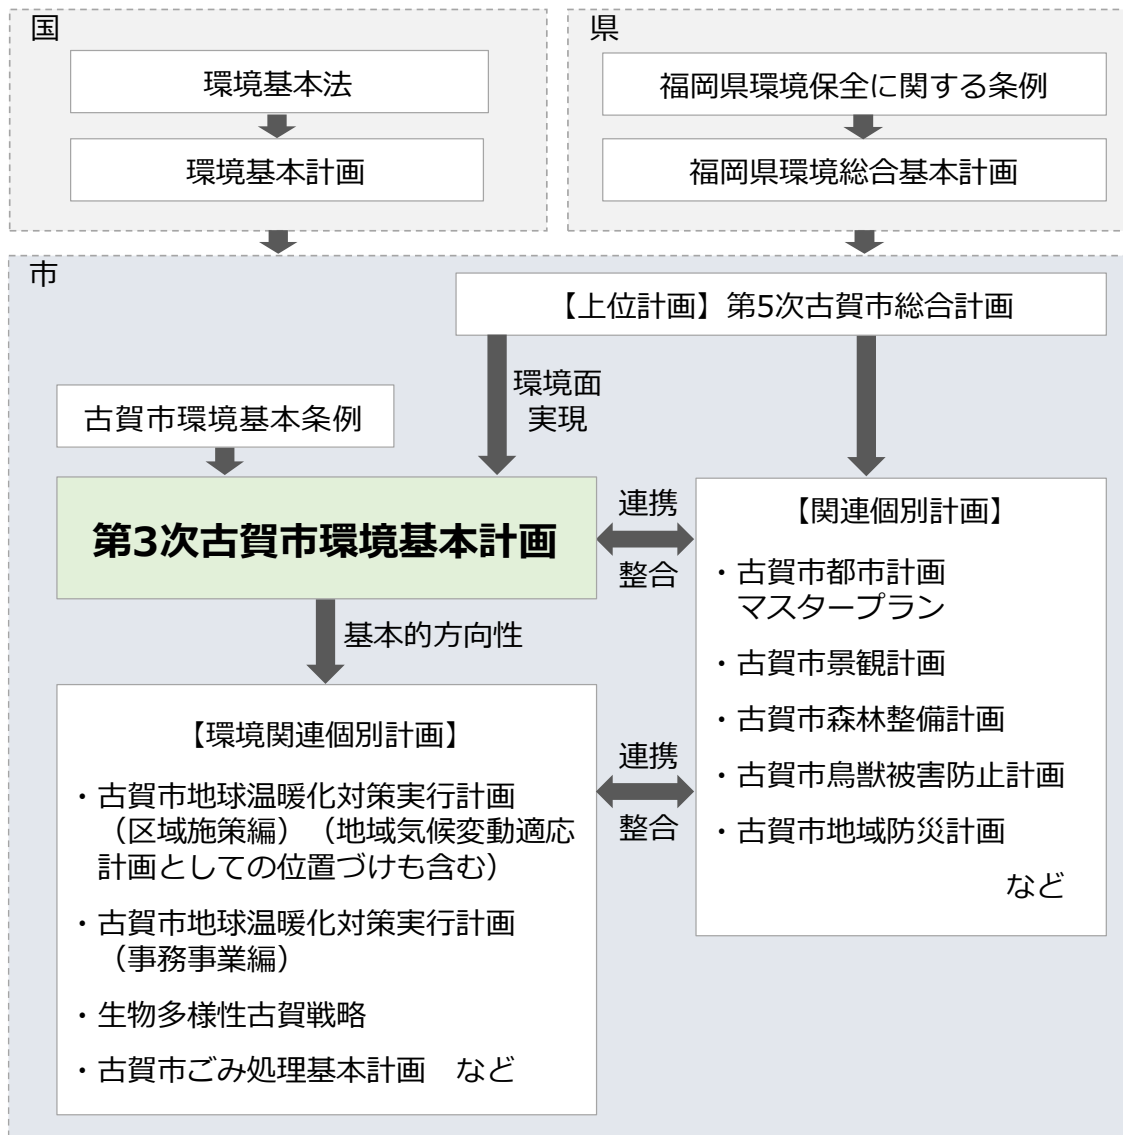 国
環境基本法
環境基本計画
県
福岡県環境保全に関する条例
福岡県環境総合基本計画
市
【上位計画】第5次古賀市総合計画
環境面
実現
古賀市環境基本条例
第3次古賀市環境基本計画
連携
整合
【関連個別計画】
・古賀市都市計画
マスタープラン
・古賀市景観計画
・古賀市森林整備計画
・古賀市鳥獣被害防止計画
・古賀市地域防災計画
など
基本的方向性
【環境関連個別計画】
・古賀市地球温暖化対策実行計画
（区域施策編）（地域気候変動適応
計画としての位置づけも含む）
・古賀市地球温暖化対策実行計画
（事務事業編）
・生物多様性古賀戦略
・古賀市ごみ処理基本計画　など
連携
整合